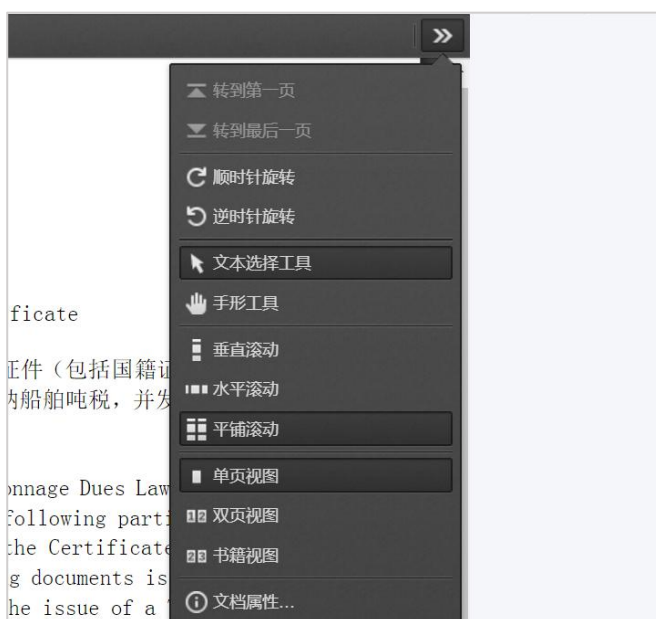 转到第一页
转到最后一页
顺时针旋转
逆时针旋转
文本选择工具
手形工具
垂直滚动
水平滚动
平铺滚动
单页视图
双页视图
书籍视图
文档属性...
ficate
证件（包括国籍证
纳船舶吨税，并发
onnage Dues Law
following parti
the Certificate
g documents is
he issue of a